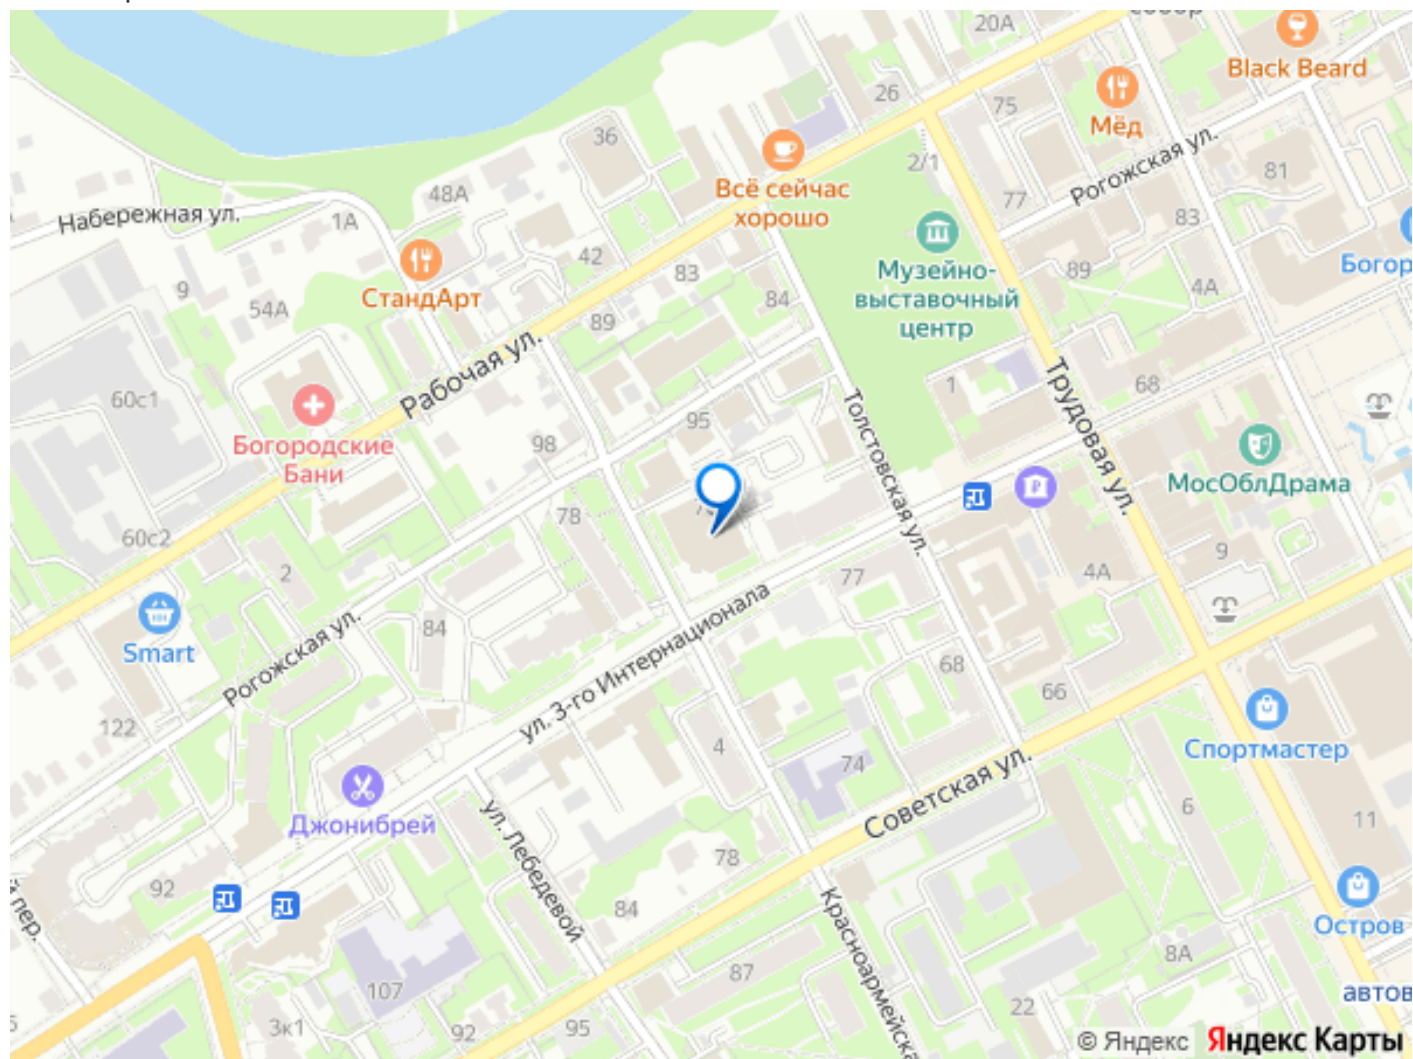 20А
Black Beard
26
75
Мёд
36
Рогожская ул.
2/1
81
Всё сейчас
хорошо
48А
77
83
Набережная ул.
1А
Музейно-
выставочный
центр
42
83
89
Богор
9
СтандАрт
84
4А
54А
89
Рабочая ул.
Трудовая ул.
1
68
60с1
Толстовская ул.
95
Богородские
Бани
98
МосОблДрама
78
60с2
9
2
77
4А
Smart
Рогожская ул.
84
ул. 3-го Интернационала
68
66
122
4
Спортмастер
74
Советская ул.
6
11
Джонибрей
ул. Лебедевой
78
92
84
Красноармейска
Остров
пер.
8А
87
107
22
автов
3к1
92
95
© Яндекс Яндекс Карты